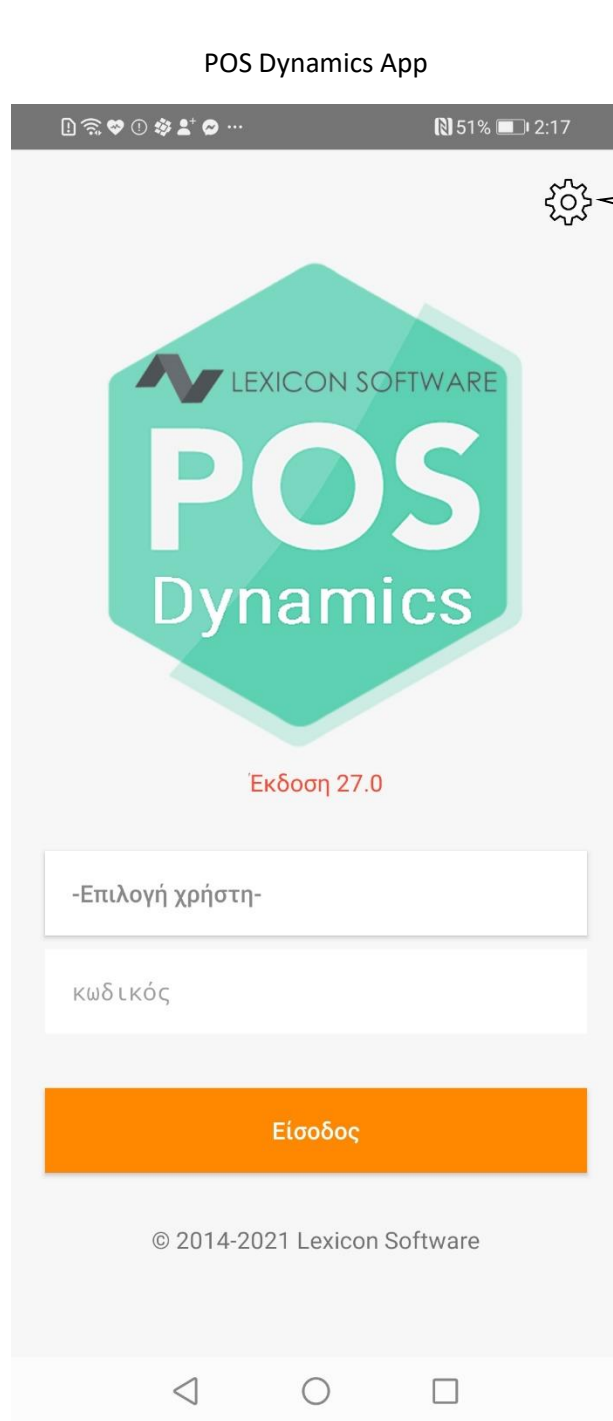 POS Dynamics App
51% 2:17
LEXICON SOFTWARE
POS
Dynamics
Έκδοση 27.0
-Επιλογή χρήστη-
κωδικός
Είσοδος
© 2014-2021 Lexicon Software